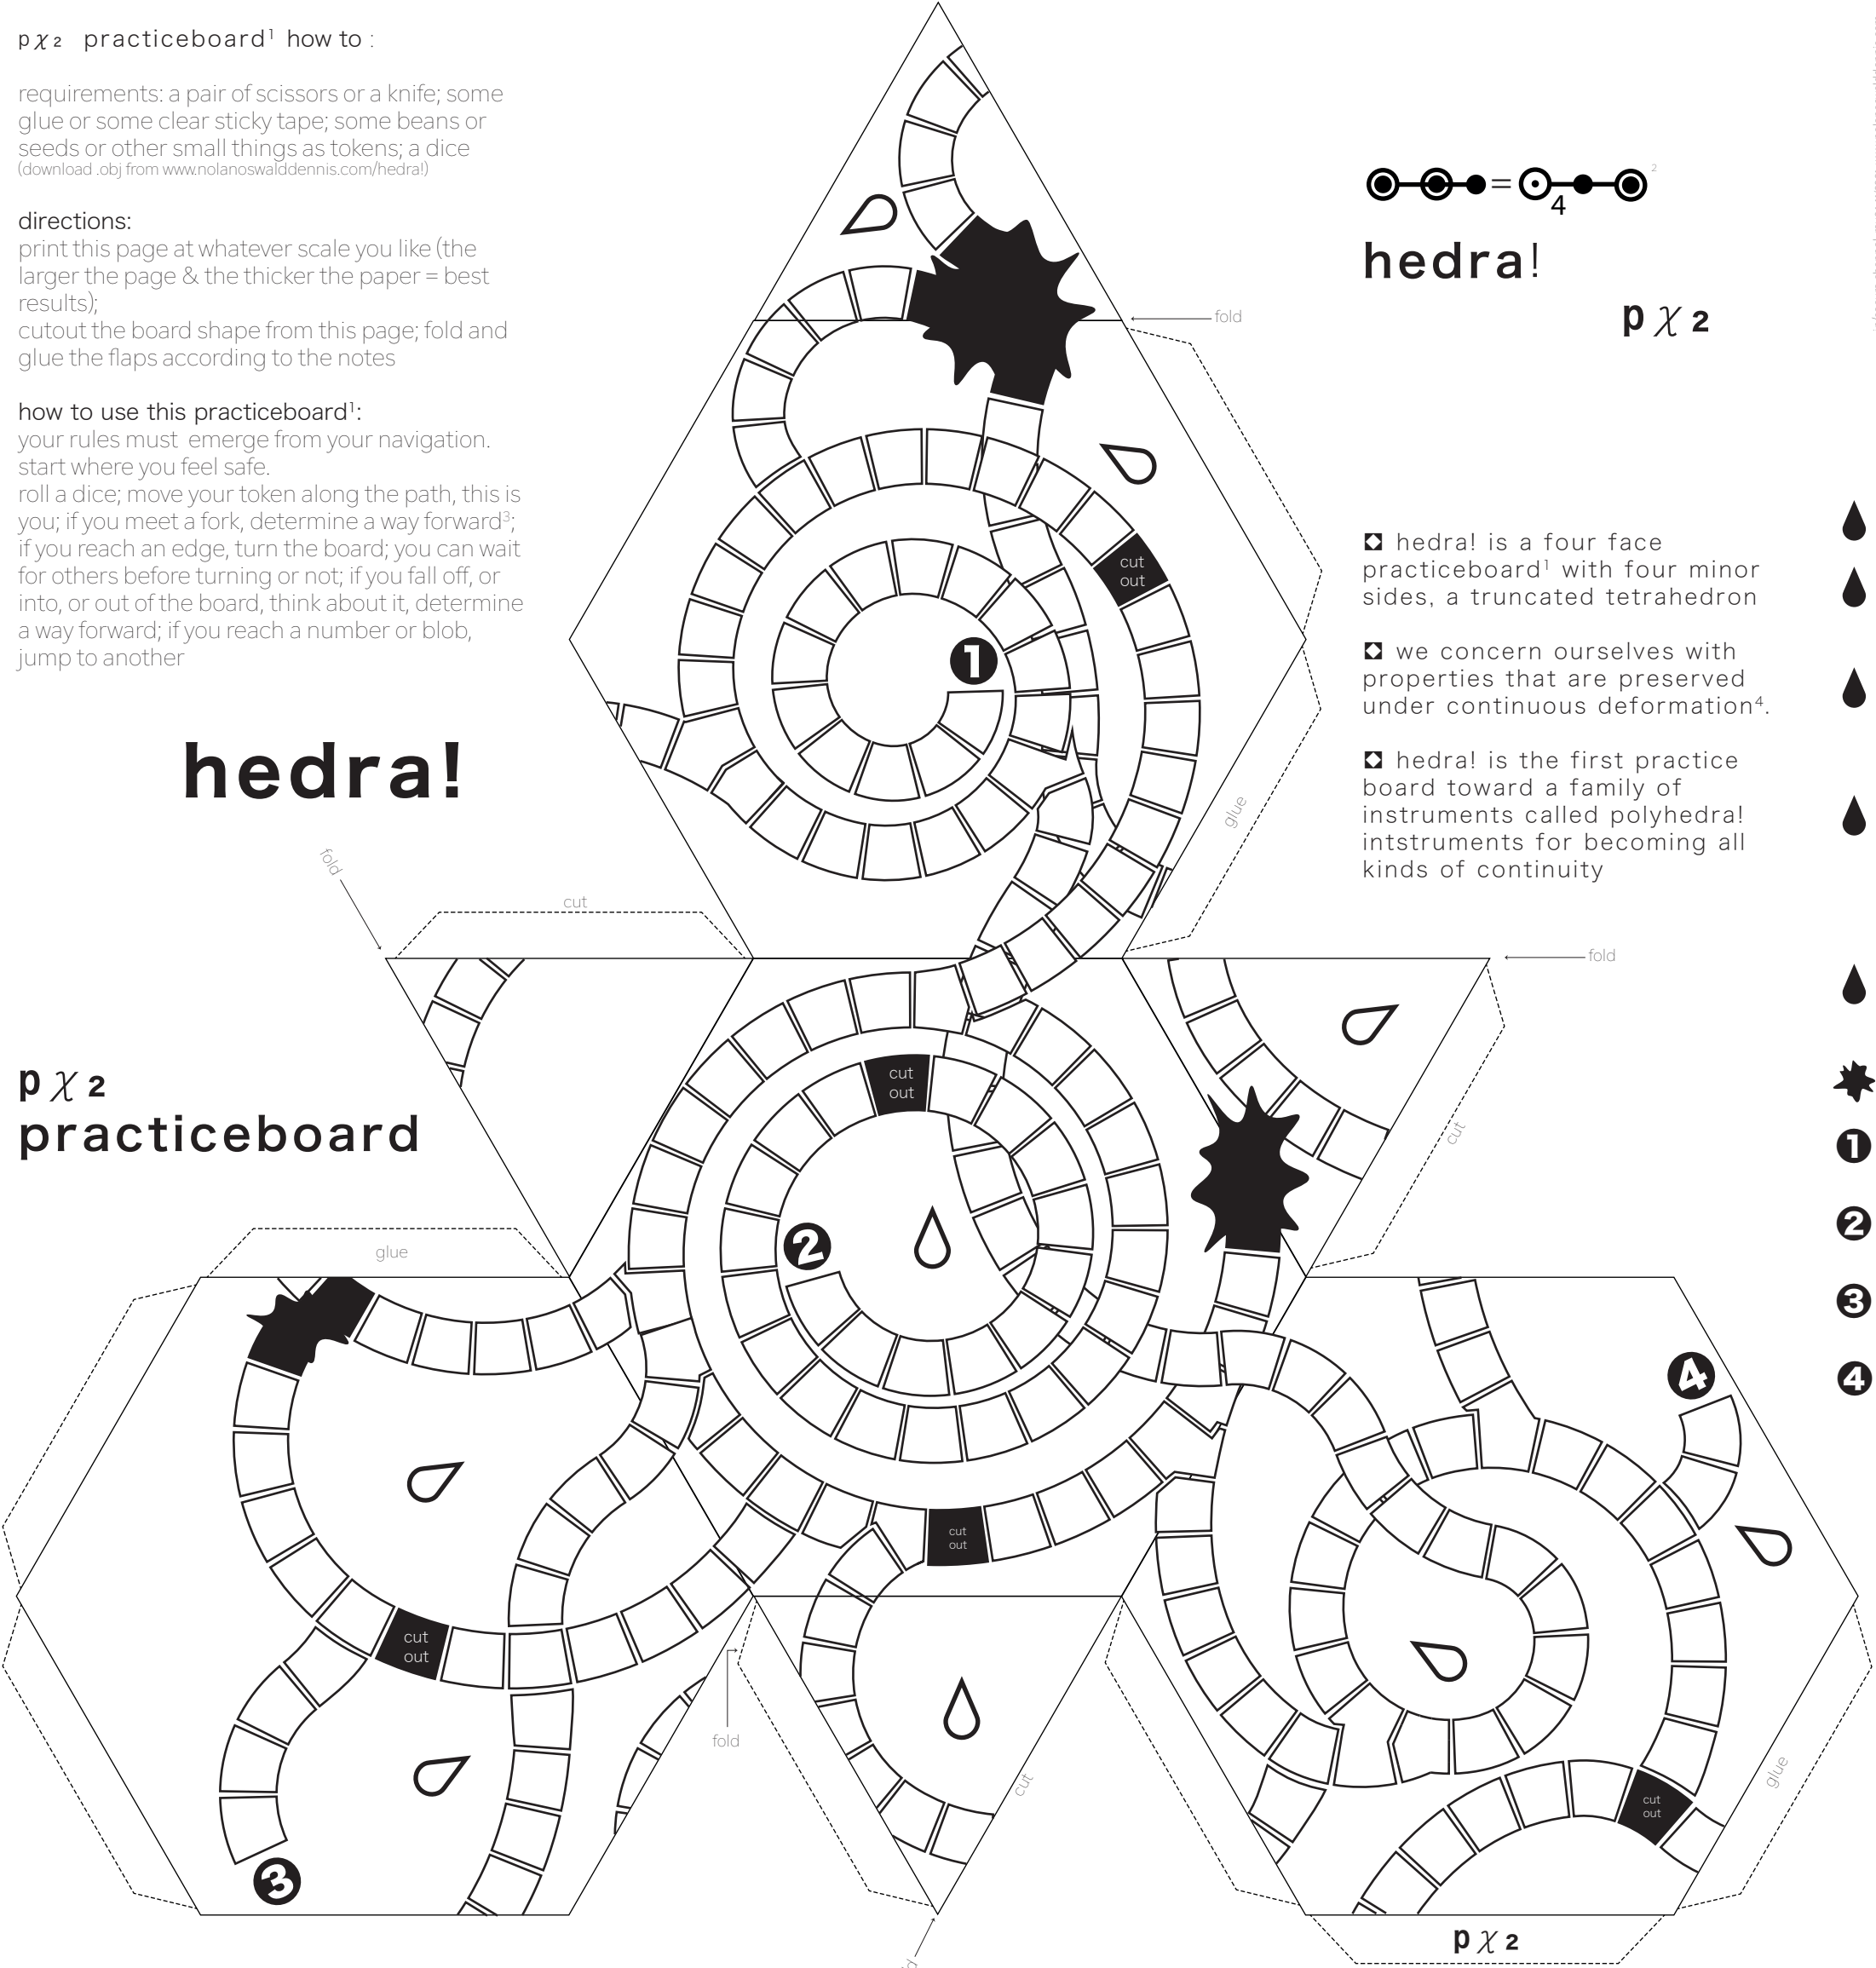 pχ2 practiceboard¹ how to :
requirements: a pair of scissors or a knife; some
glue or some clear sticky tape; some beans or
seeds or other small things as tokens; a dice
(download .obj from www.nolanoswalddennis.com/hedra!)
directions:
print this page at whatever scale you like (the
larger the page & the thicker the paper = best
results);
cutout the board shape from this page; fold and
glue the flaps according to the notes
how to use this practiceboard¹:
your rules must emerge from your navigation.
start where you feel safe.
roll a dice; move your token along the path, this is
you; if you meet a fork, determine a way forward³;
if you reach an edge, turn the board; you can wait
for others before turning or not; if you fall off, or
into, or out of the board, think about it, determine
a way forward; if you reach a number or blob,
jump to another
hedra!
pχ2
practiceboard
= 4 2
hedra!
pχ2
hedra! is a four face
practiceboard¹ with four minor
sides, a truncated tetrahedron
we concern ourselves with
properties that are preserved
under continuous deformation⁴.
hedra! is the first practice
board toward a family of
instruments called polyhedra!
intstruments for becoming all
kinds of continuity
fold
cut
out
1
glue
fold
cut
fold
cut
out
cut
2
glue
4
cut
out
cut
out
fold
cut
glue
cut
out
3
pχ2
1
2
3
4